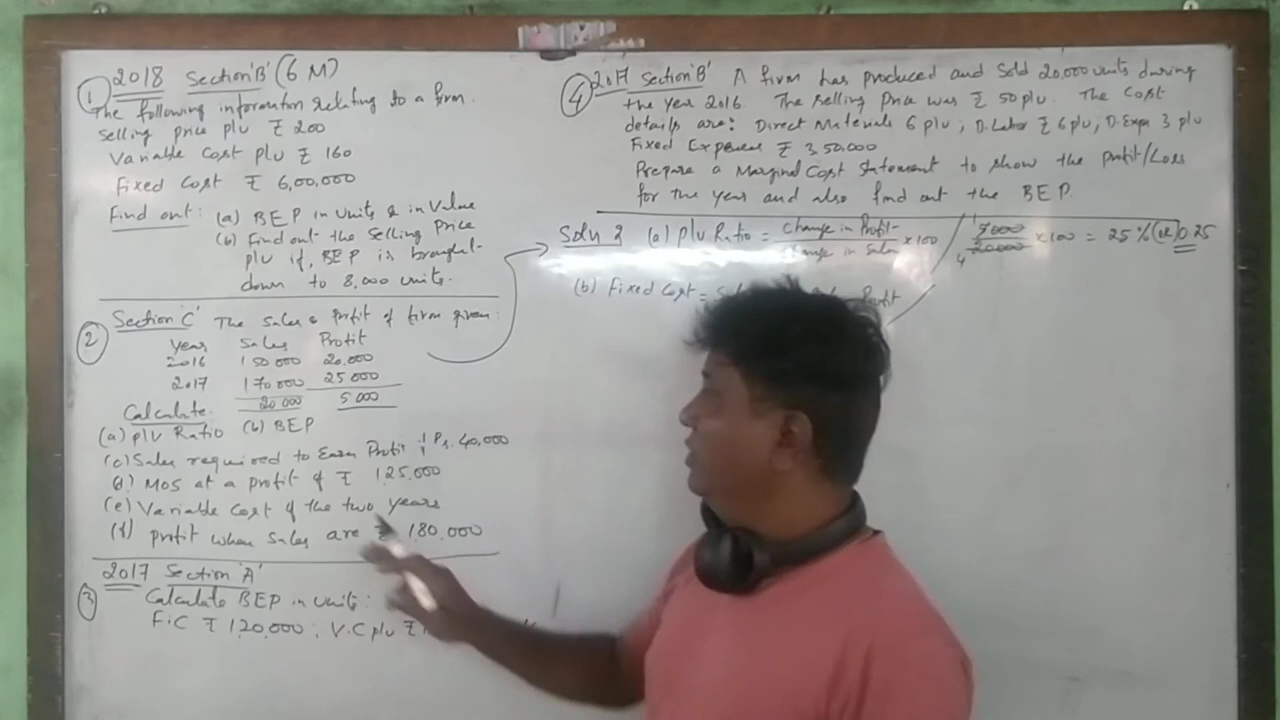 ① 2018 Section 'B' (6 M)
The following information relating to a firm.
Selling price p/u ₹ 200
Variable Cost p/u ₹ 160
Fixed Cost ₹ 6,00,000
Find out: (a) BEP in units & in Value
(b) Find out the Selling Price
p/u if, BEP is brought
down to 8,000 units.
② Section 'C' The Sales & Profit of firm given:
Year Sales Profit
2016 150 000 20,000
2017 170 000 25 000
20 000 5 000
Calculate
(a) p/v Ratio (b) BEP
(c) Sales required to Earn Profit : Rs. 40,000
(d) MOS at a profit of ₹ 1,25,000
(e) Variable Cost of the two years
(f) profit when Sales are ₹ 180,000
2017 Section 'A'
③ Calculate BEP in units:
F.C ₹ 1,20,000; V.C p/u ₹
④ 2017 Section 'B' A firm has produced and sold 20,000 units during
the year 2016. The selling Price was ₹ 50 p/u. The Cost
details are: Direct Materials 6 p/u; D. Labor ₹ 6 p/u; D. Expn 3 p/u
Fixed Expenses ₹ 3,50,000
Prepare a Marginal Cost Statement to show the profit/Loss
for the year and also find out the BEP.
Soln 2 (a) P/V Ratio = change in Profit / change in Sales × 100 / 5000 / 20000 × 100 = 25 % (or) 0.25
(b) Fixed Cost = Profit